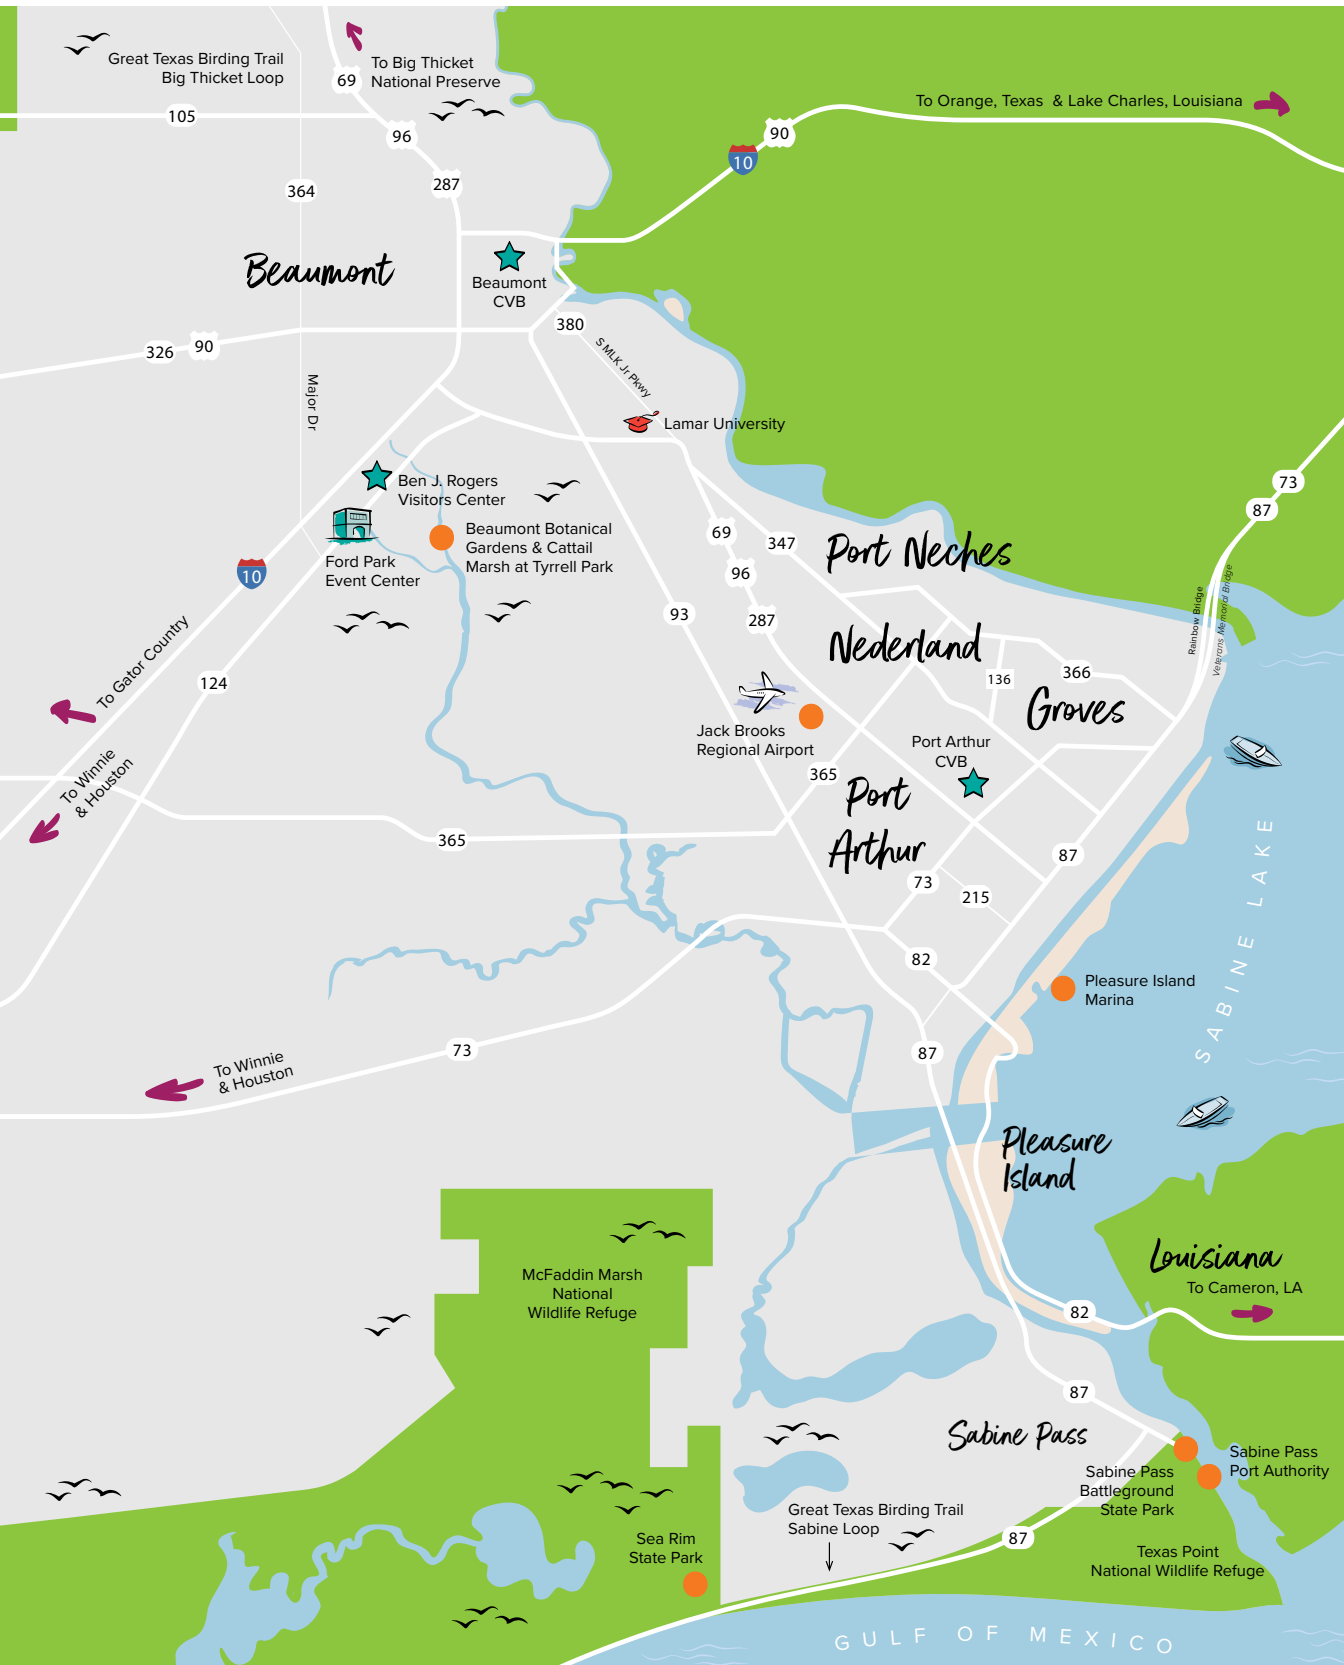 Great Texas Birding Trail
Big Thicket Loop
To Big Thicket
National Preserve
69
105
96
364
287
To Orange, Texas & Lake Charles, Louisiana
90
10
Beaumont
Beaumont
CVB
380
326
90
S MLK Jr Pkwy
Major Dr
Lamar University
Ben J. Rogers
Visitors Center
Ford Park
Event Center
Beaumont Botanical
Gardens & Cattail
Marsh at Tyrrell Park
10
73
87
69
347
96
287
93
Port Neches
Rainbow Bridge
Veterans Memorial Bridge
Nederland
136
366
Groves
To Gator Country
124
To Winnie
& Houston
Jack Brooks
Regional Airport
365
Port Arthur
CVB
Port
Arthur
365
87
73
215
SABINE LAKE
82
Pleasure Island
Marina
73
87
To Winnie
& Houston
Pleasure
Island
McFaddin Marsh
National
Wildlife Refuge
Louisiana
To Cameron, LA
82
87
Sabine Pass
Sabine Pass
Port Authority
Sabine Pass
Battleground
State Park
Great Texas Birding Trail
Sabine Loop
87
Sea Rim
State Park
Texas Point
National Wildlife Refuge
GULF OF MEXICO